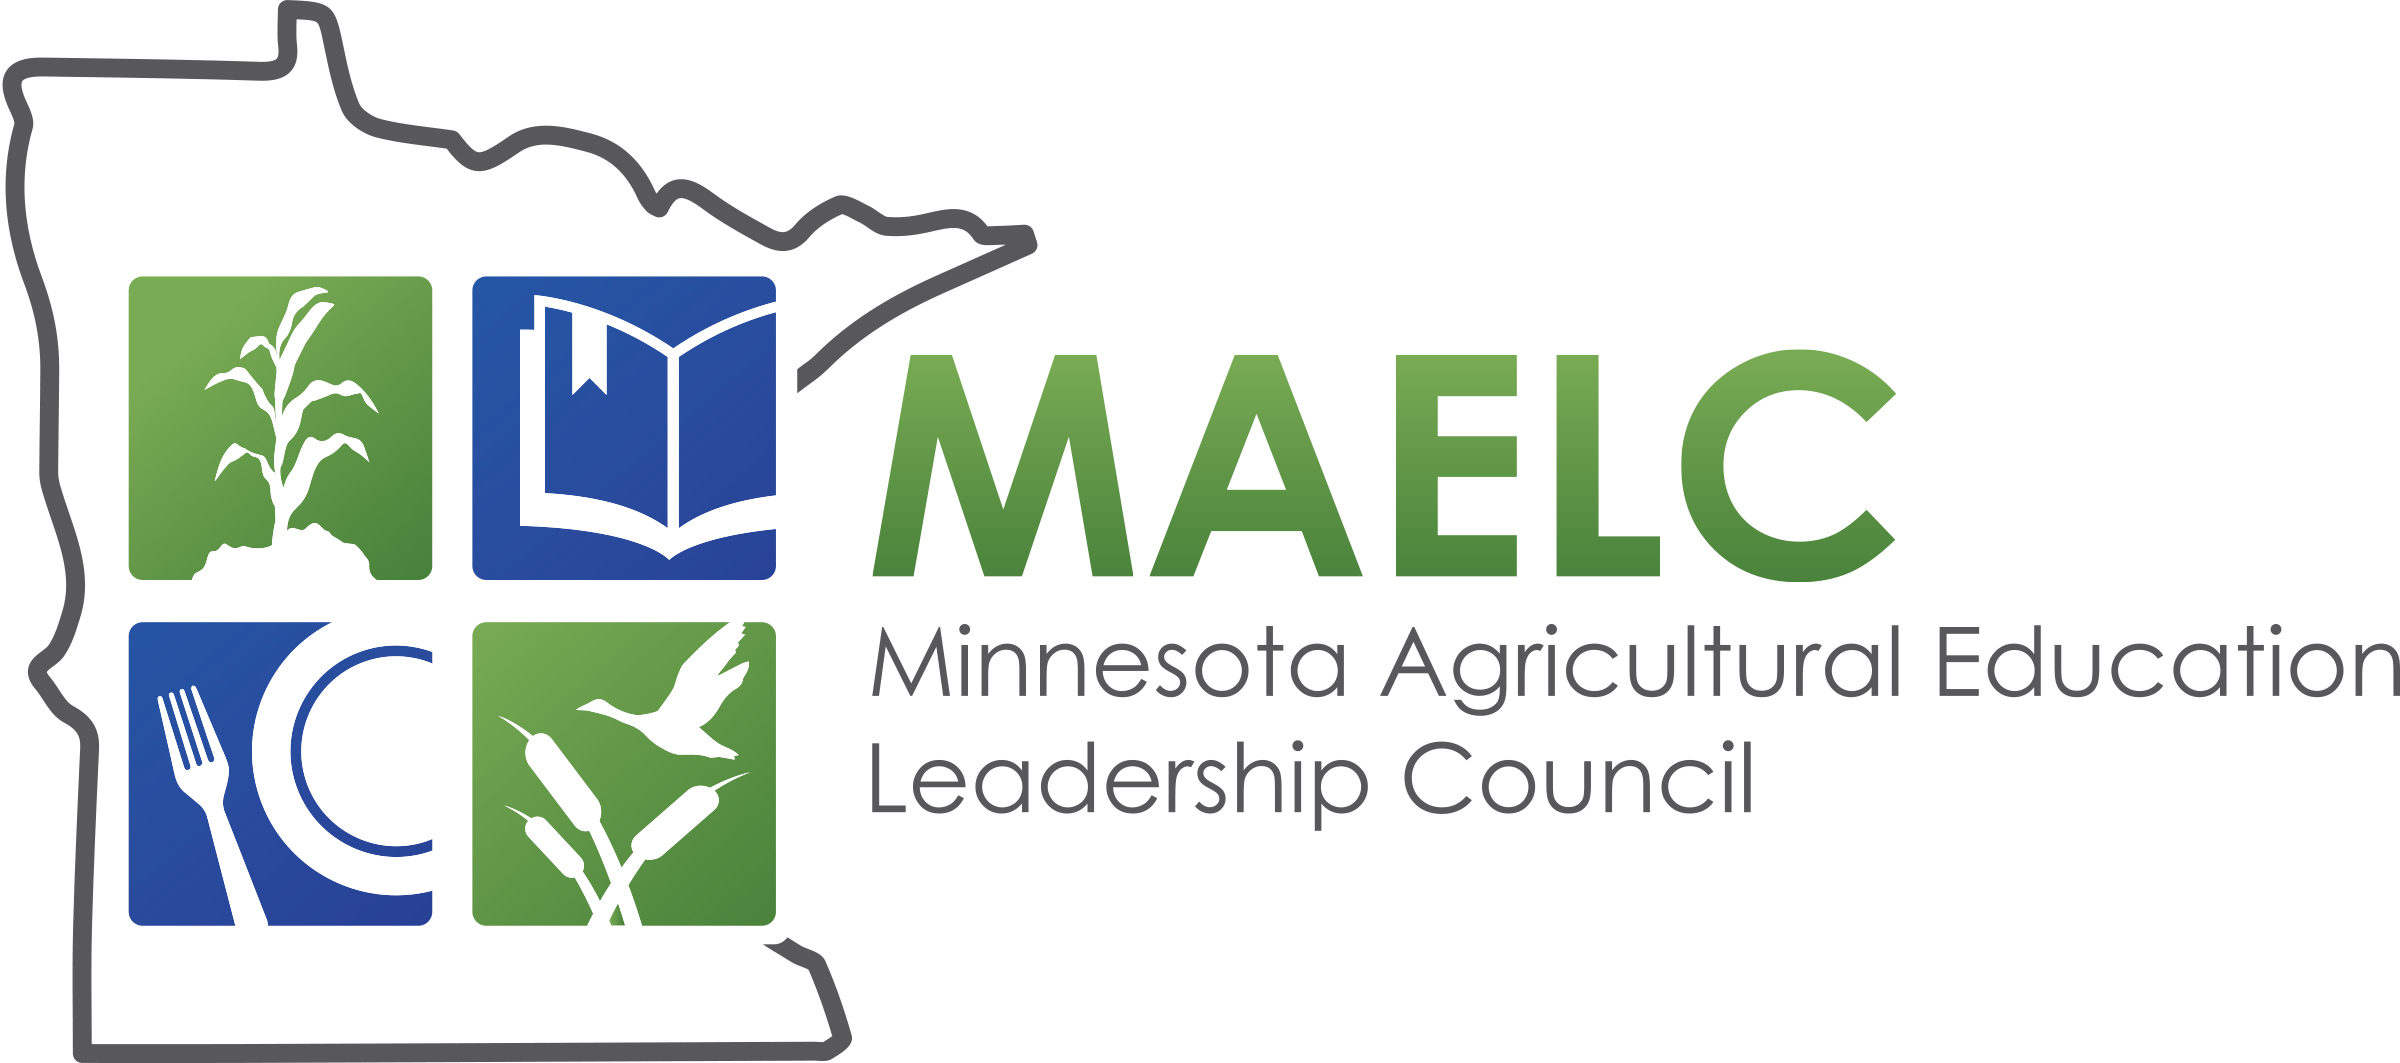 MAELC
Minnesota Agricultural Education
Leadership Council